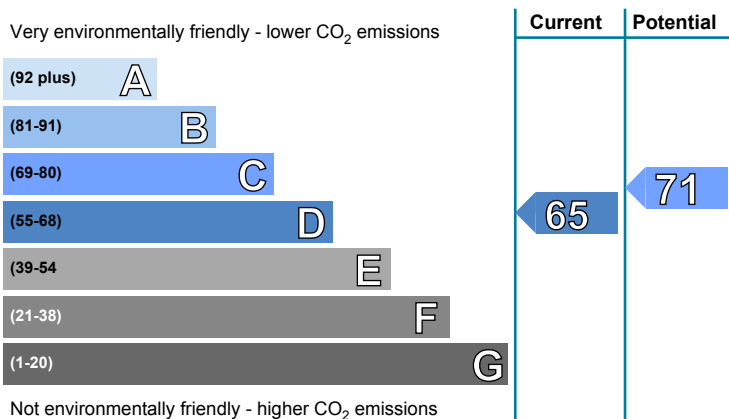 Very environmentally friendly - lower CO2 emissions
Current
Potential
(92 plus) A
(81-91) B
(69-80) C
(55-68) D
(39-54 E
(21-38) F
(1-20) G
65
71
Not environmentally friendly - higher CO2 emissions